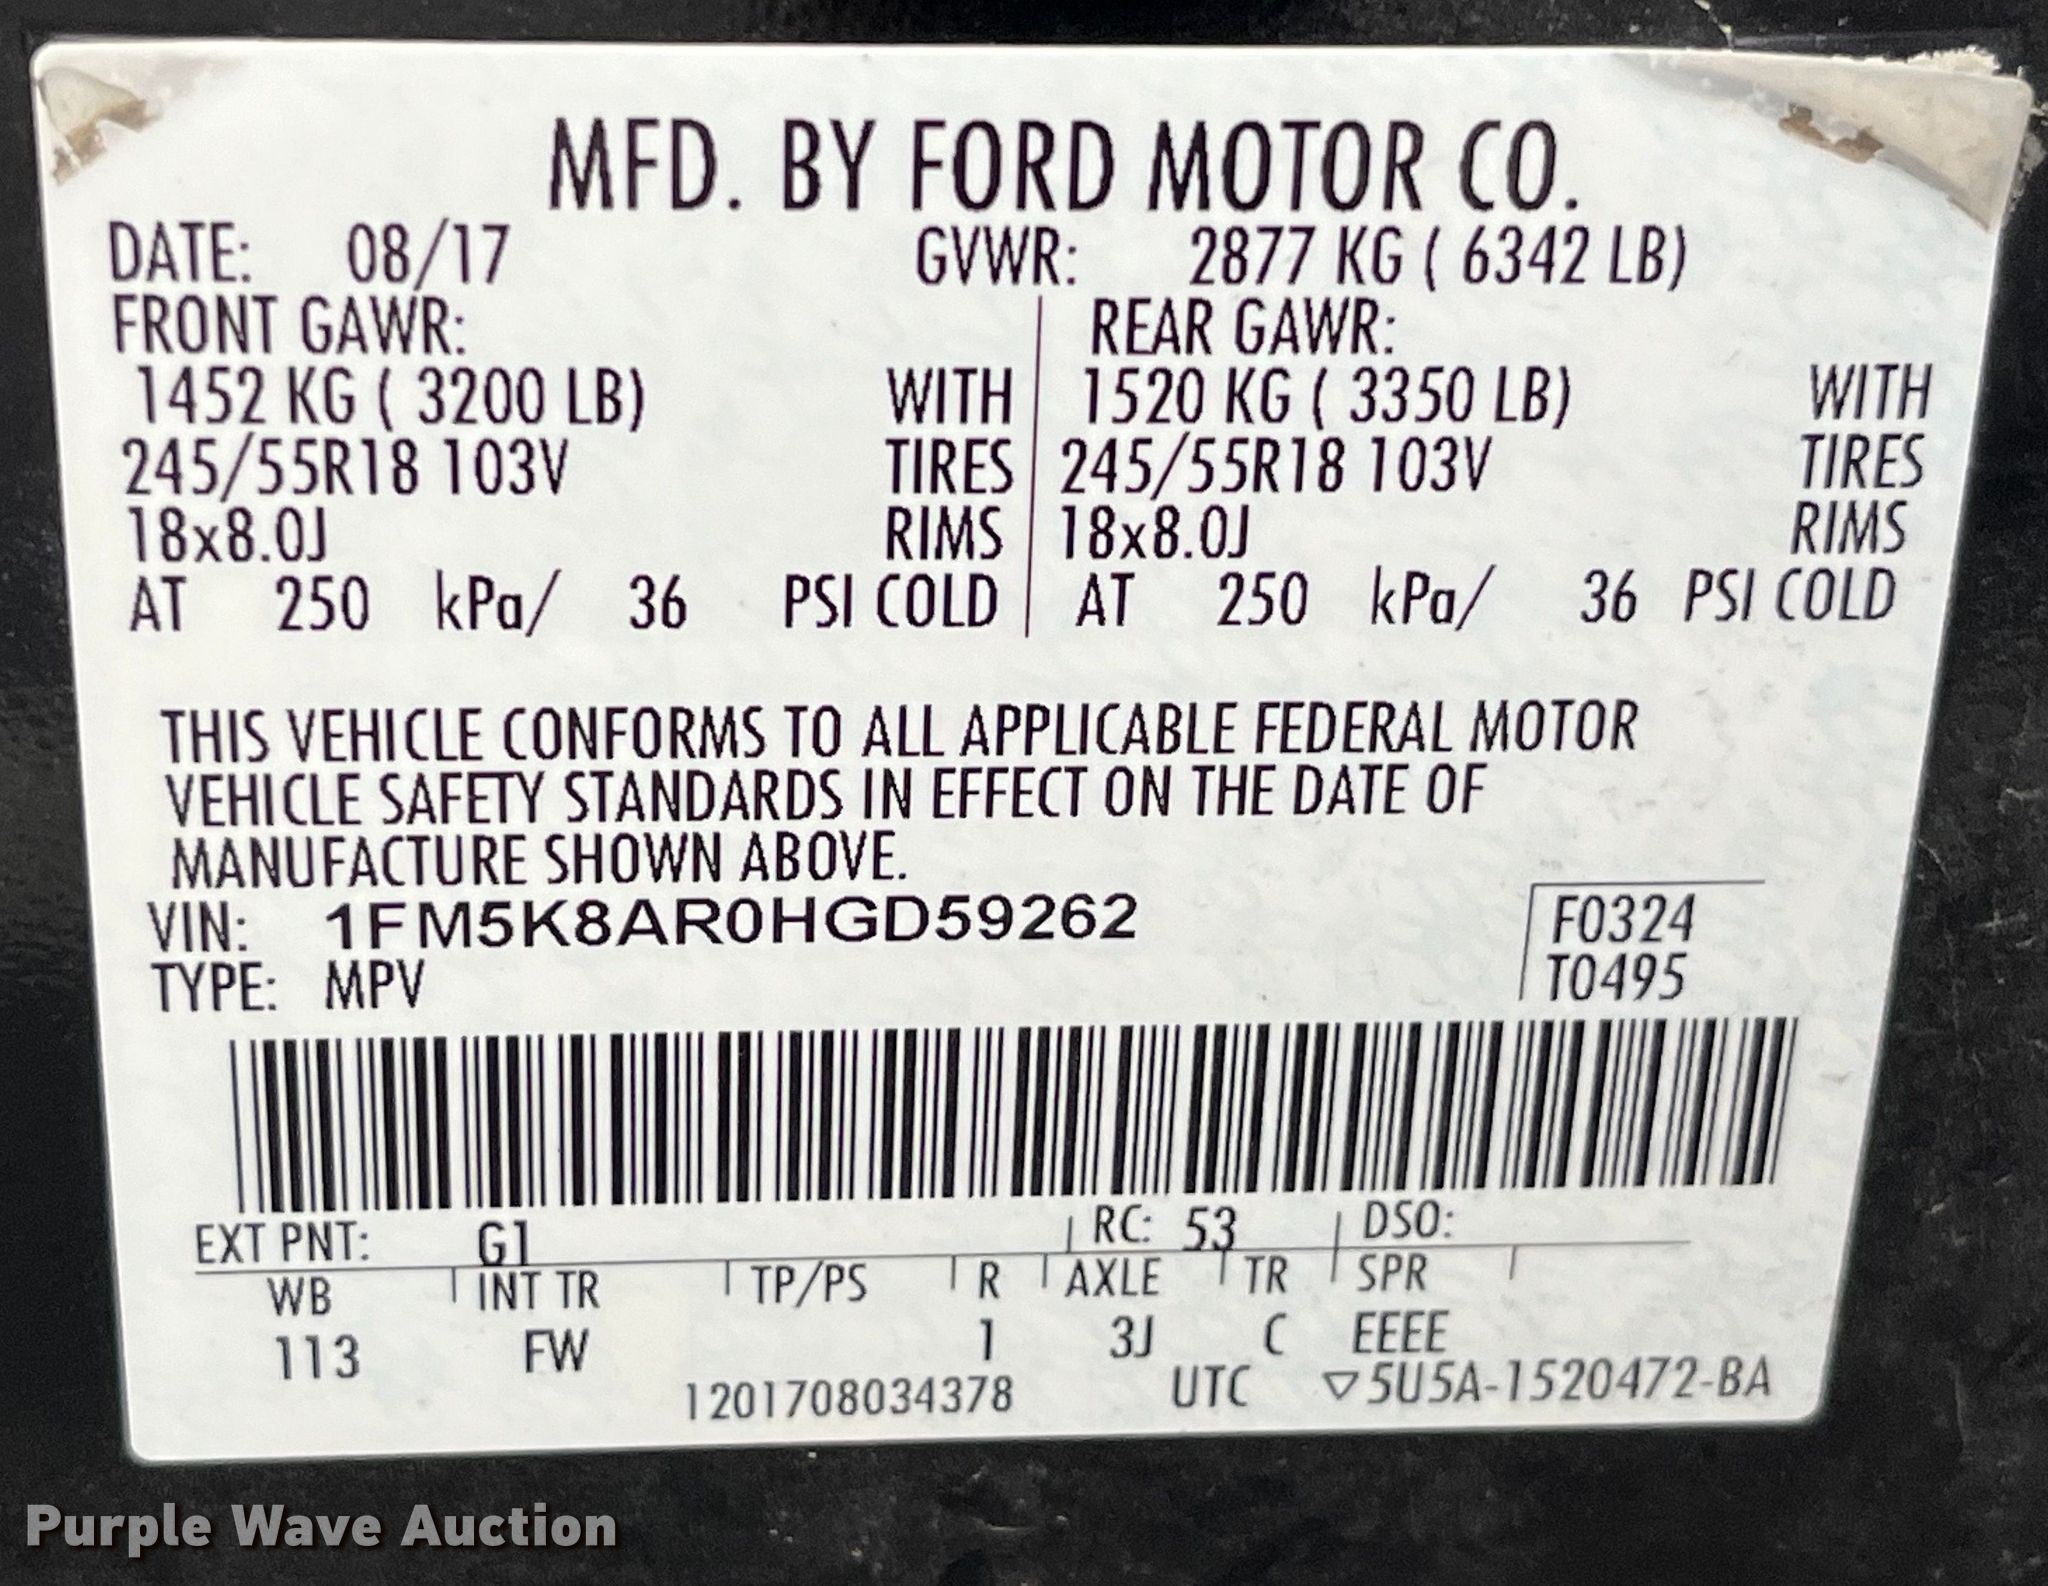 MFD. BY FORD MOTOR CO.
DATE: 08/17 GVWR: 2877 KG ( 6342 LB)
FRONT GAWR: REAR GAWR:
1452 KG ( 3200 LB) WITH 1520 KG ( 3350 LB) WITH
245/55R18 103V TIRES 245/55R18 103V TIRES
18x8.0J RIMS 18x8.0J RIMS
AT 250 kPa/ 36 PSI COLD AT 250 kPa/ 36 PSI COLD
THIS VEHICLE CONFORMS TO ALL APPLICABLE FEDERAL MOTOR
VEHICLE SAFETY STANDARDS IN EFFECT ON THE DATE OF
MANUFACTURE SHOWN ABOVE.
VIN: 1FM5K8AR0HGD59262 F0324
TYPE: MPV T0495
EXT PNT: G1 RC: 53 DSO:
WB INT TR TP/PS R AXLE TR SPR
113 FW 1 3J C EEEE
1201708034378 UTC ▽5U5A-1520472-BA
Purple Wave Auction